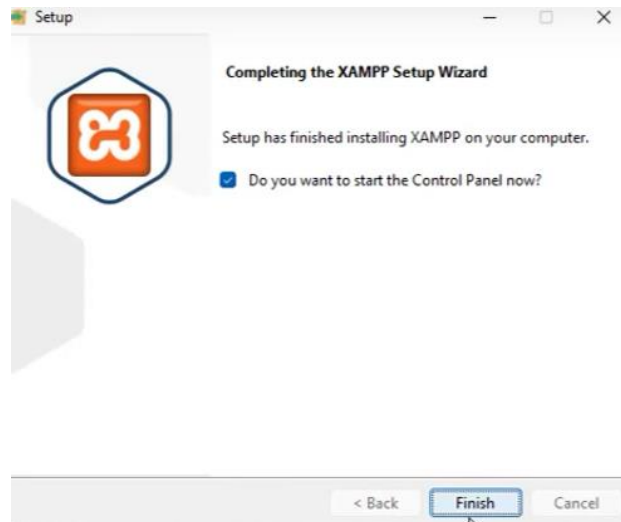 Setup
Completing the XAMPP Setup Wizard
Setup has finished installing XAMPP on your computer.
Do you want to start the Control Panel now?
< Back Finish Cancel